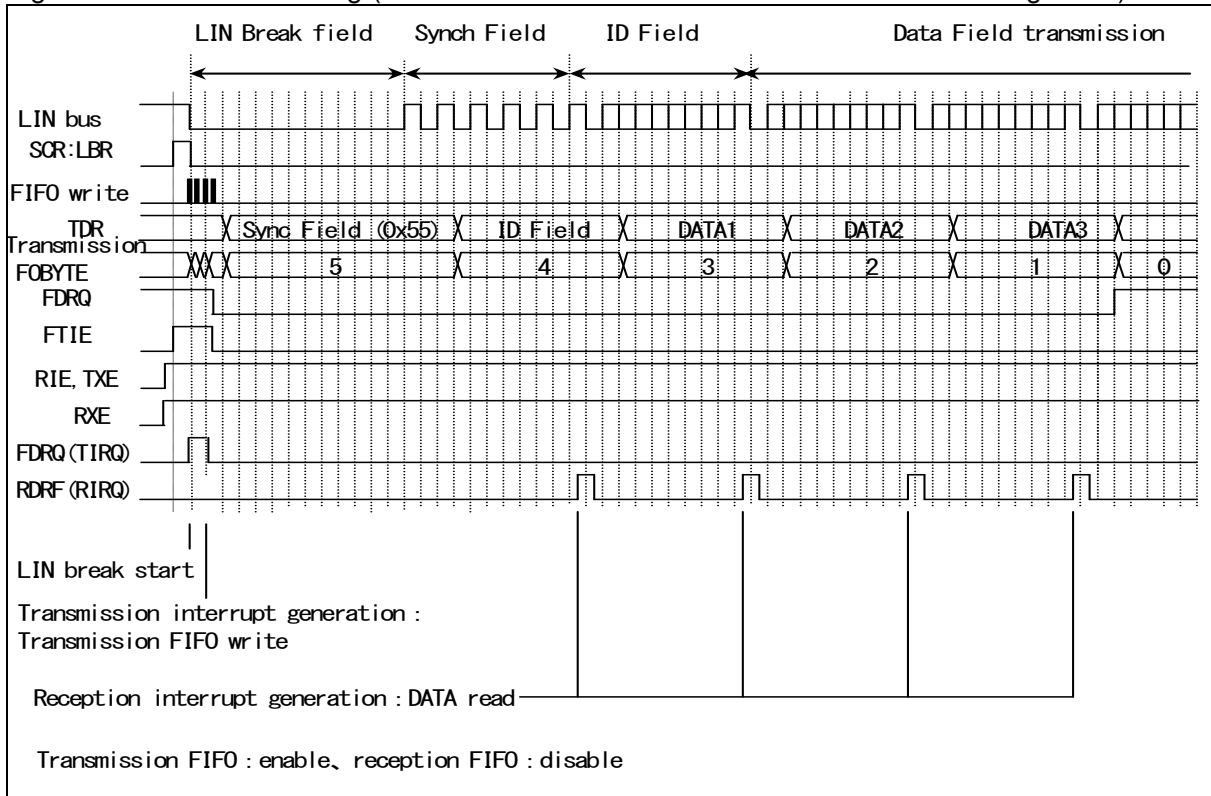 LIN Break field Synch Field ID Field Data Field transmission
LIN bus
SCR:LBR
FIFO write
TDR Sync Field (0x55) ID Field DATA1 DATA2 DATA3
Transmission
FOBYTE 5 4 3 2 1 0
FDRQ
FTIE
RIE, TXE
RXE
FDRQ(TIRQ)
RDRF(RIRQ)
LIN break start
Transmission interrupt generation :
Transmission FIFO write
Reception interrupt generation : DATA read
Transmission FIFO : enable、reception FIFO : disable